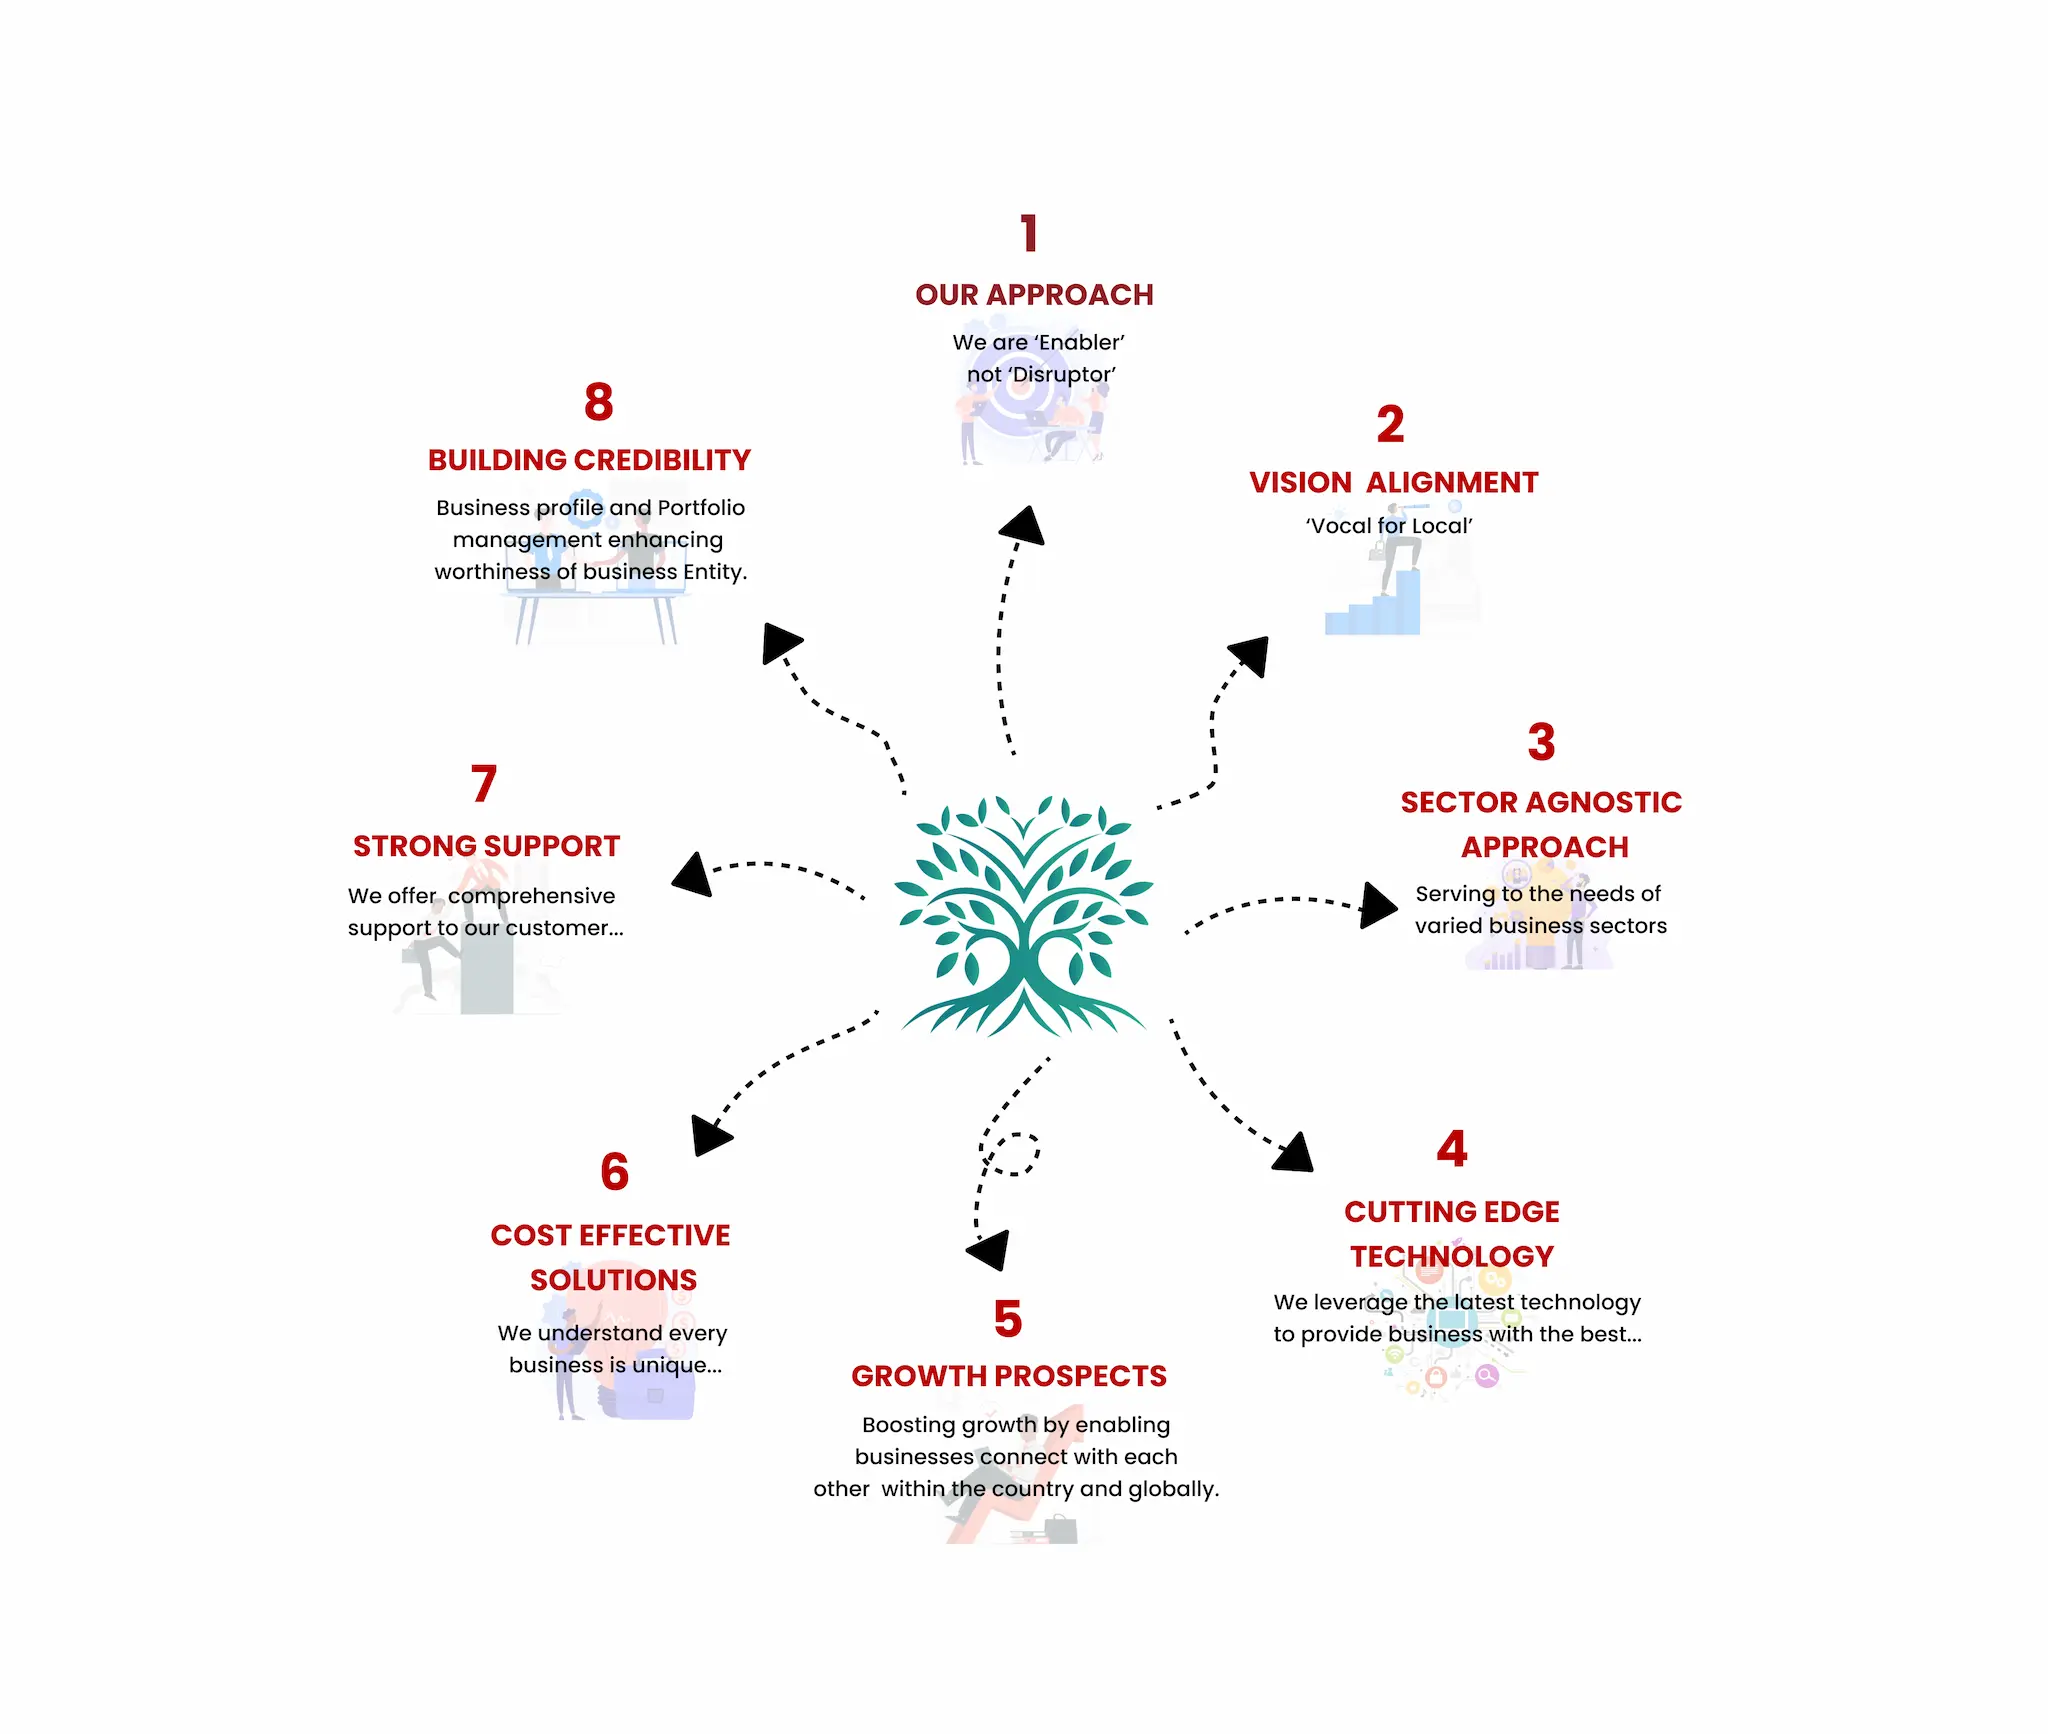 1
OUR APPROACH
We are ‘Enabler’
not ‘Disruptor’
2
VISION  ALIGNMENT
‘Vocal for Local’
3
SECTOR AGNOSTIC
APPROACH
Serving to the needs of
varied business sectors
4
CUTTING EDGE
TECHNOLOGY
We leverage the latest technology
to provide business with the best...
5
GROWTH PROSPECTS
Boosting growth by enabling
businesses connect with each
other  within the country and globally.
6
COST EFFECTIVE
SOLUTIONS
We understand every
business is unique...
7
STRONG SUPPORT
We offer  comprehensive
support to our customer...
8
BUILDING CREDIBILITY
Business profile and Portfolio
management enhancing
worthiness of business Entity.